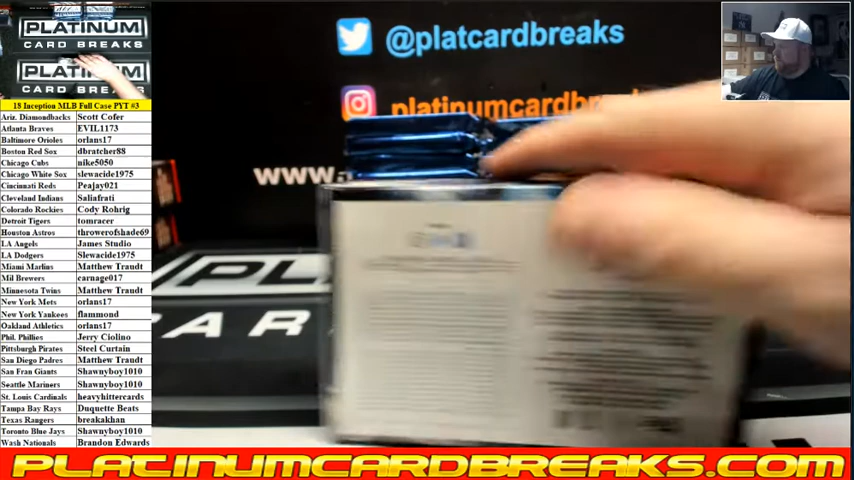 PLATINUM
CARD BREAKS
PLATINUM
CARD BREAKS
@platcardbreaks
platinumcardbreaks
www.
PL
CAR
18 Inception MLB Full Case PYT #3
Ariz. Diamondbacks Scott Cofer
Atlanta Braves EVIL1173
Baltimore Orioles orlans17
Boston Red Sox dbratcher88
Chicago Cubs nike5050
Chicago White Sox slewacide1975
Cincinnati Reds Peajay021
Cleveland Indians Saliafrati
Colorado Rockies Cody Rohrig
Detroit Tigers tomracer
Houston Astros throwerofshade69
LA Angels James Studio
LA Dodgers Slewacide1975
Miami Marlins Matthew Traudt
Mil Brewers carnage017
Minnesota Twins Matthew Traudt
New York Mets orlans17
New York Yankees flammond
Oakland Athletics orlans17
Phil. Phillies Jerry Ciolino
Pittsburgh Pirates Steel Curtain
San Diego Padres Matthew Traudt
San Fran Giants Shawnyboy1010
Seattle Mariners Shawnyboy1010
St. Louis Cardinals heavyhittercards
Tampa Bay Rays Duquette Beats
Texas Rangers breakakhan
Toronto Blue Jays Shawnyboy1010
Wash Nationals Brandon Edwards
PLATINUMCARDBREAKS.COM